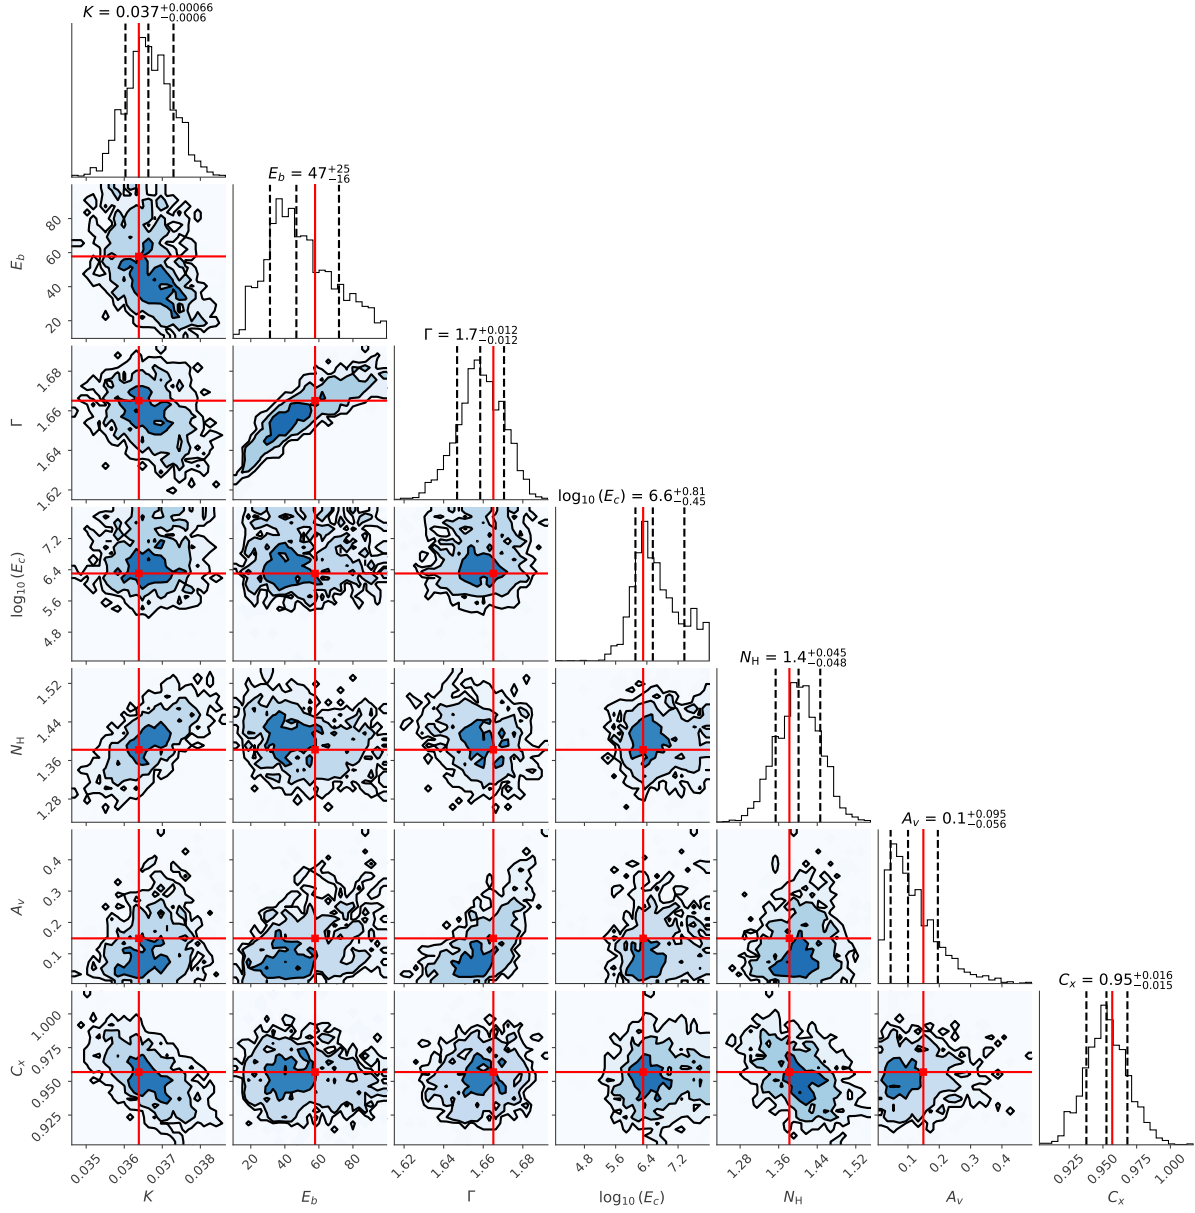 K = 0.037+0.00066−0.0006
E_b = 47+25−16
80
60
40
20
E_b
Γ = 1.7+0.012−0.012
1.68
1.66
1.64
1.62
Γ
log10 (E_c) = 6.6+0.81−0.45
7.2
6.4
5.6
4.8
log10 (E_c)
N_H = 1.4+0.045−0.048
1.52
1.44
1.36
1.28
N_H
A_v = 0.1+0.095−0.056
0.4
0.3
0.2
0.1
A_v
C_x = 0.95+0.016−0.015
1.000
0.975
0.950
0.925
C_x
0.035 0.036 0.037 0.038 20 40 60 80 1.62 1.64 1.66 1.68 4.8 5.6 6.4 7.2 1.28 1.36 1.44 1.52 0.1 0.2 0.3 0.4 0.925 0.950 0.975 1.000
K E_b Γ log10 (E_c) N_H A_v C_x